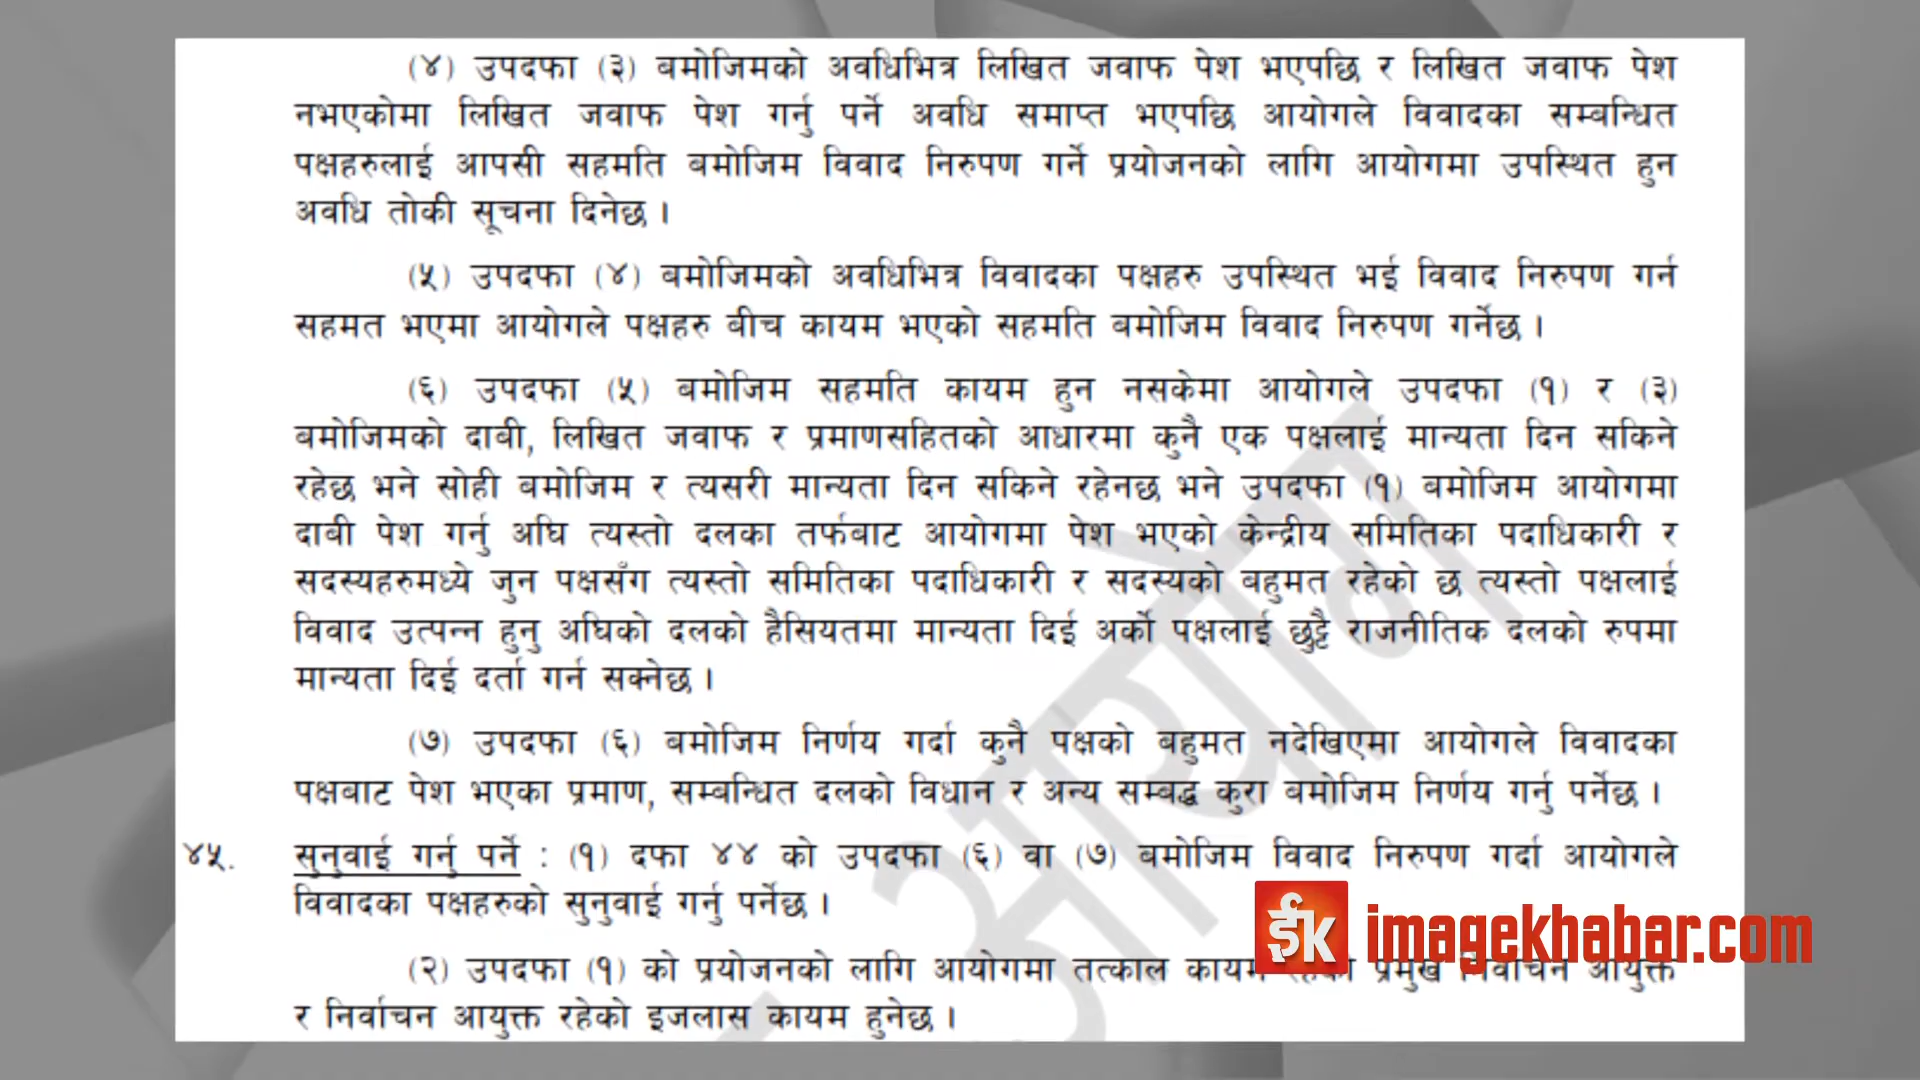 (४) उपदफा (३) बमोजिमको अवधिभित्र लिखित जवाफ पेश भएपछि र लिखित जवाफ पेश
नभएकोमा लिखित जवाफ पेश गर्नु पर्ने अवधि समाप्त भएपछि आयोगले विवादका सम्बन्धित
पक्षहरुलाई आपसी सहमति बमोजिम विवाद निरुपण गर्ने प्रयोजनको लागि आयोगमा उपस्थित हुन
अवधि तोकी सूचना दिनेछ ।
(५) उपदफा (४) बमोजिमको अवधिभित्र विवादका पक्षहरु उपस्थित भई विवाद निरुपण गर्न
सहमत भएमा आयोगले पक्षहरु बीच कायम भएको सहमति बमोजिम विवाद निरुपण गर्नेछ ।
(६) उपदफा (५) बमोजिम सहमति कायम हुन नसकेमा आयोगले उपदफा (१) र (३)
बमोजिमको दाबी, लिखित जवाफ र प्रमाणसहितको आधारमा कुनै एक पक्षलाई मान्यता दिन सकिने
रहेछ भने सोही बमोजिम र त्यसरी मान्यता दिन सकिने रहेनछ भने उपदफा (१) बमोजिम आयोगमा
दाबी पेश गर्नु अघि त्यस्तो दलका तर्फबाट आयोगमा पेश भएको केन्द्रीय समितिका पदाधिकारी र
सदस्यहरुमध्ये जुन पक्षसँग त्यस्तो समितिका पदाधिकारी र सदस्यको बहुमत रहेको छ त्यस्तो पक्षलाई
विवाद उत्पन्न हुनु अघिको दलको हैसियतमा मान्यता दिई अर्को पक्षलाई छुट्टै राजनीतिक दलको रुपमा
मान्यता दिई दर्ता गर्न सक्नेछ ।
(७) उपदफा (६) बमोजिम निर्णय गर्दा कुनै पक्षको बहुमत नदेखिएमा आयोगले विवादका
पक्षबाट पेश भएका प्रमाण, सम्बन्धित दलको विधान र अन्य सम्बद्ध कुरा बमोजिम निर्णय गर्नु पर्नेछ ।
४५. सुनुवाई गर्नु पर्ने : (१) दफा ४४ को उपदफा (६) वा (७) बमोजिम विवाद निरुपण गर्दा आयोगले
विवादका पक्षहरुको सुनुवाई गर्नु पर्नेछ ।
(२) उपदफा (१) को प्रयोजनको लागि आयोगमा तत्काल कायम प्रमुख निर्वाचन आयुक्त
र निर्वाचन आयुक्त रहेको इजलास कायम हुनेछ ।
आयोग
ईk imagekhabar.com